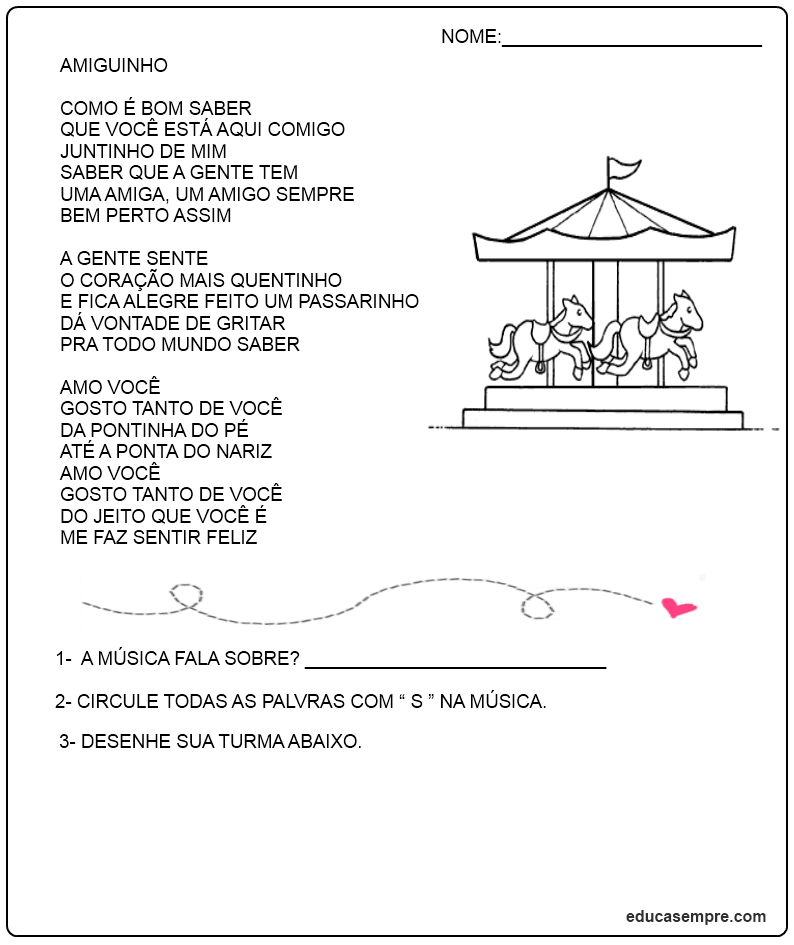 NOME:
AMIGUINHO
COMO É BOM SABER
QUE VOCÊ ESTÁ AQUI COMIGO
JUNTINHO DE MIM
SABER QUE A GENTE TEM
UMA AMIGA, UM AMIGO SEMPRE
BEM PERTO ASSIM
A GENTE SENTE
O CORAÇÃO MAIS QUENTINHO
E FICA ALEGRE FEITO UM PASSARINHO
DÁ VONTADE DE GRITAR
PRA TODO MUNDO SABER
AMO VOCÊ
GOSTO TANTO DE VOCÊ
DA PONTINHA DO PÉ
ATÉ A PONTA DO NARIZ
AMO VOCÊ
GOSTO TANTO DE VOCÊ
DO JEITO QUE VOCÊ É
ME FAZ SENTIR FELIZ
1- A MÚSICA FALA SOBRE?
2- CIRCULE TODAS AS PALVRAS COM “ S ” NA MÚSICA.
3- DESENHE SUA TURMA ABAIXO.
educasempre.com